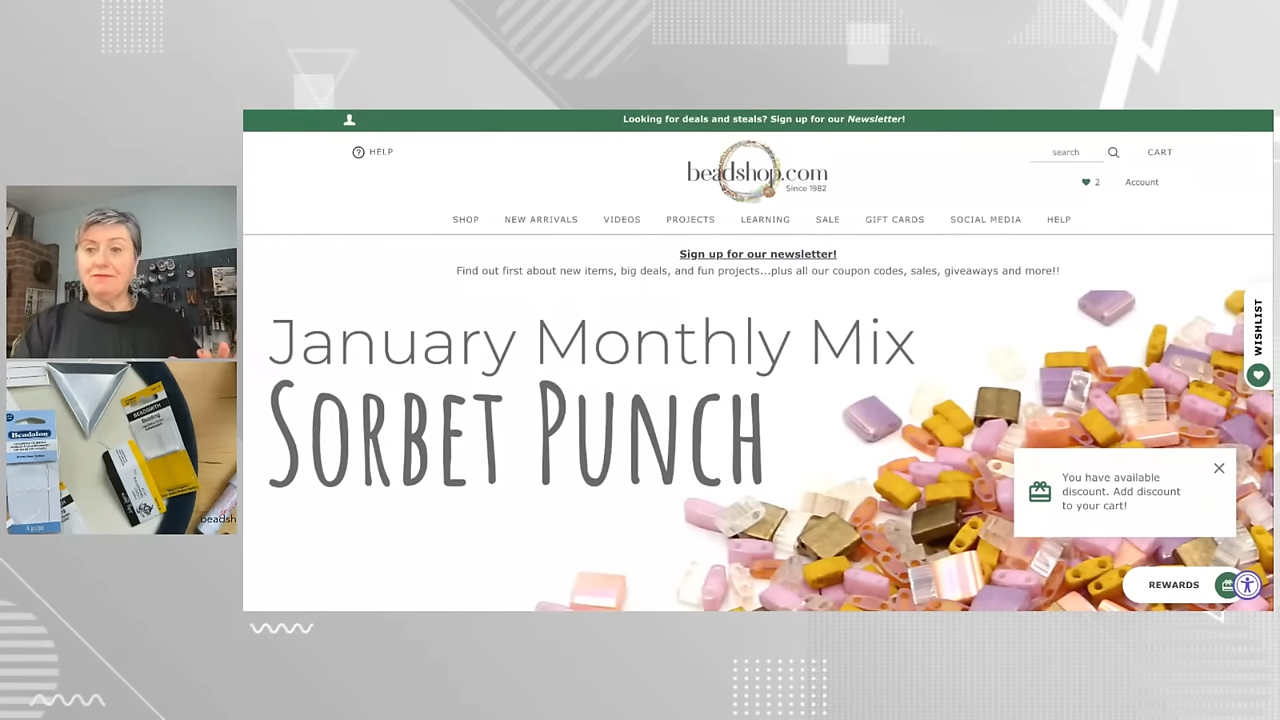 Looking for deals and steals? Sign up for our Newsletter!
? HELP
beadshop.com
Since 1982
search
CART
2 Account
SHOP NEW ARRIVALS VIDEOS PROJECTS LEARNING SALE GIFT CARDS SOCIAL MEDIA HELP
Sign up for our newsletter!
Find out first about new items, big deals, and fun projects...plus all our coupon codes, sales, giveaways and more!!
January Monthly Mix
SORBET PUNCH
WISHLIST
You have available
discount. Add discount
to your cart!
REWARDS
Beadalon
BEADSMITH
beadsh